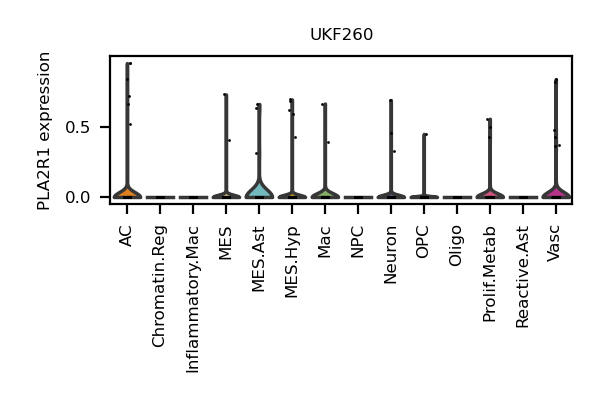 UKF260
PLA2R1 expression
0.5
0.0
AC
Chromatin.Reg
Inflammatory.Mac
MES
MES.Ast
MES.Hyp
Mac
NPC
Neuron
OPC
Oligo
Prolif.Metab
Reactive.Ast
Vasc